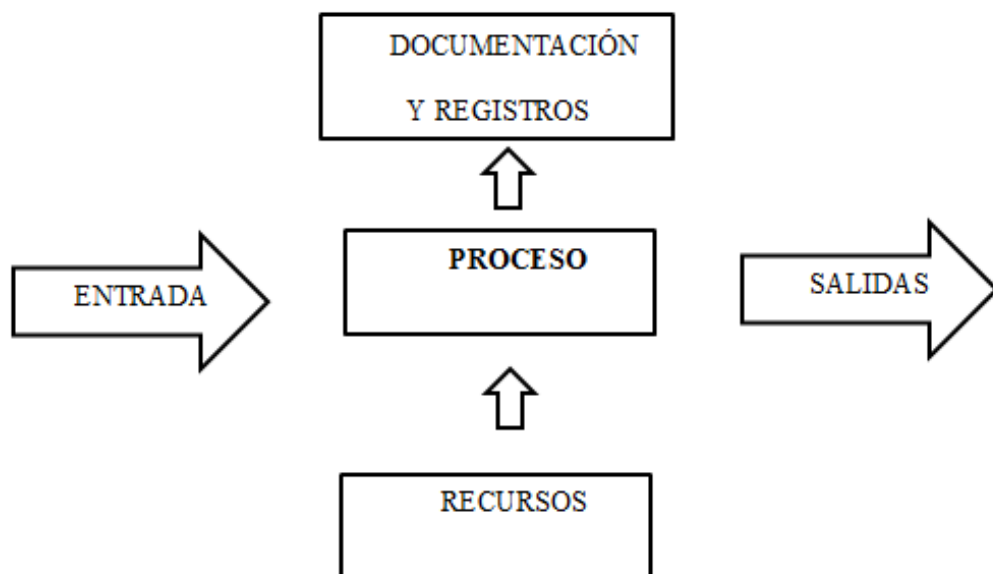 DOCUMENTACIÓN
Y REGISTROS
PROCESO
ENTRADA
SALIDAS
RECURSOS